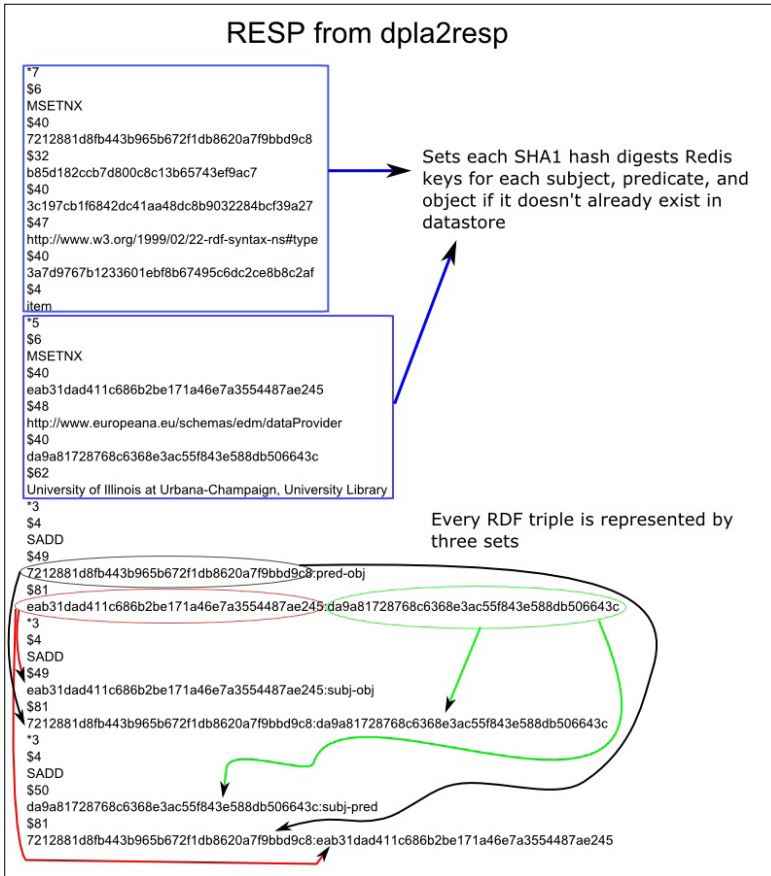 RESP from dpla2resp
*7
$6
MSETNX
$40
7212881d8fb443b965b672f1db8620a7f9bbd9c8
$32
b85d182ccb7d800c8c13b65743ef9ac7
$40
3c197cb1f6842dc41aa48dc8b9032284bcf39a27
$47
http://www.w3.org/1999/02/22-rdf-syntax-ns#type
$40
3a7d9767b1233601ebf8b67495c6dc2ce8b8c2af
$4
item
Sets each SHA1 hash digests Redis
keys for each subject, predicate, and
object if it doesn't already exist in
datastore
*5
$6
MSETNX
$40
eab31dad411c686b2be171a46e7a3554487ae245
$48
http://www.europeana.eu/schemas/edm/dataProvider
$40
da9a81728768c6368e3ac55f843e588db506643c
$62
University of Illinois at Urbana-Champaign, University Library
*3
$4
SADD
$49
7212881d8fb443b965b672f1db8620a7f9bbd9c8:pred-obj
$81
eab31dad411c686b2be171a46e7a3554487ae245:da9a81728768c6368e3ac55f843e588db506643c
Every RDF triple is represented by
three sets
*3
$4
SADD
$49
eab31dad411c686b2be171a46e7a3554487ae245:subj-obj
$81
7212881d8fb443b965b672f1db8620a7f9bbd9c8:da9a81728768c6368e3ac55f843e588db506643c
*3
$4
SADD
$50
da9a81728768c6368e3ac55f843e588db506643c:subj-pred
$81
7212881d8fb443b965b672f1db8620a7f9bbd9c8:eab31dad411c686b2be171a46e7a3554487ae245